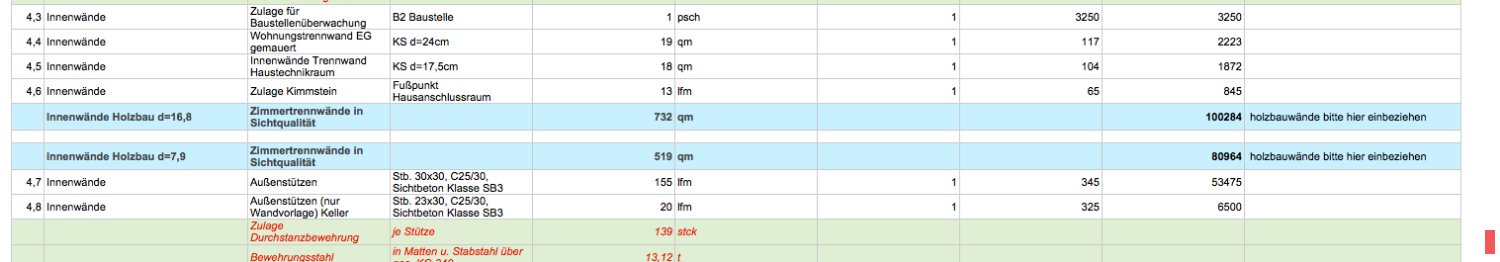 4,3 Innenwände Zulage für Baustellenüberwachung B2 Baustelle 1 psch 1 3250 3250
4,4 Innenwände Wohnungstrennwand EG gemauert KS d=24cm 19 qm 1 117 2223
4,5 Innenwände Innenwände Trennwand Haustechnikraum KS d=17,5cm 18 qm 1 104 1872
4,6 Innenwände Zulage Kimmstein Fußpunkt Hausanschlussraum 13 lfm 1 65 845
Innenwände Holzbau d=16,8 Zimmertrennwände in Sichtqualität 732 qm 100284 holzbauwände bitte hier einbeziehen
Innenwände Holzbau d=7,9 Zimmertrennwände in Sichtqualität 519 qm 80964 holzbauwände bitte hier einbeziehen
4,7 Innenwände Außenstützen Stb. 30x30, C25/30, Sichtbeton Klasse SB3 155 lfm 1 345 53475
4,8 Innenwände Außenstützen (nur Wandvorlage) Keller Stb. 23x30, C25/30, Sichtbeton Klasse SB3 20 lfm 1 325 6500
Zulage Durchstanzbewehrung je Stütze 139 stck
Bewehrungsstahl in Matten u. Stabstahl über 13,12 t